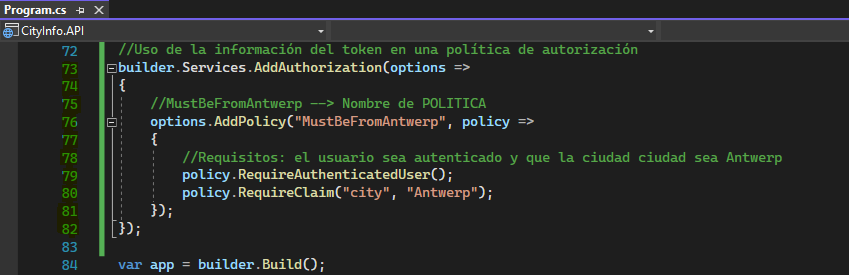 Program.cs
CityInfo.API
72 //Uso de la información del token en una política de autorización
73 builder.Services.AddAuthorization(options =>
74 {
75 //MustBeFromAntwerp --> Nombre de POLITICA
76 options.AddPolicy("MustBeFromAntwerp", policy =>
77 {
78 //Requisitos: el usuario sea autenticado y que la ciudad ciudad sea Antwerp
79 policy.RequireAuthenticatedUser();
80 policy.RequireClaim("city", "Antwerp");
81 });
82 });
83
84 var app = builder.Build();